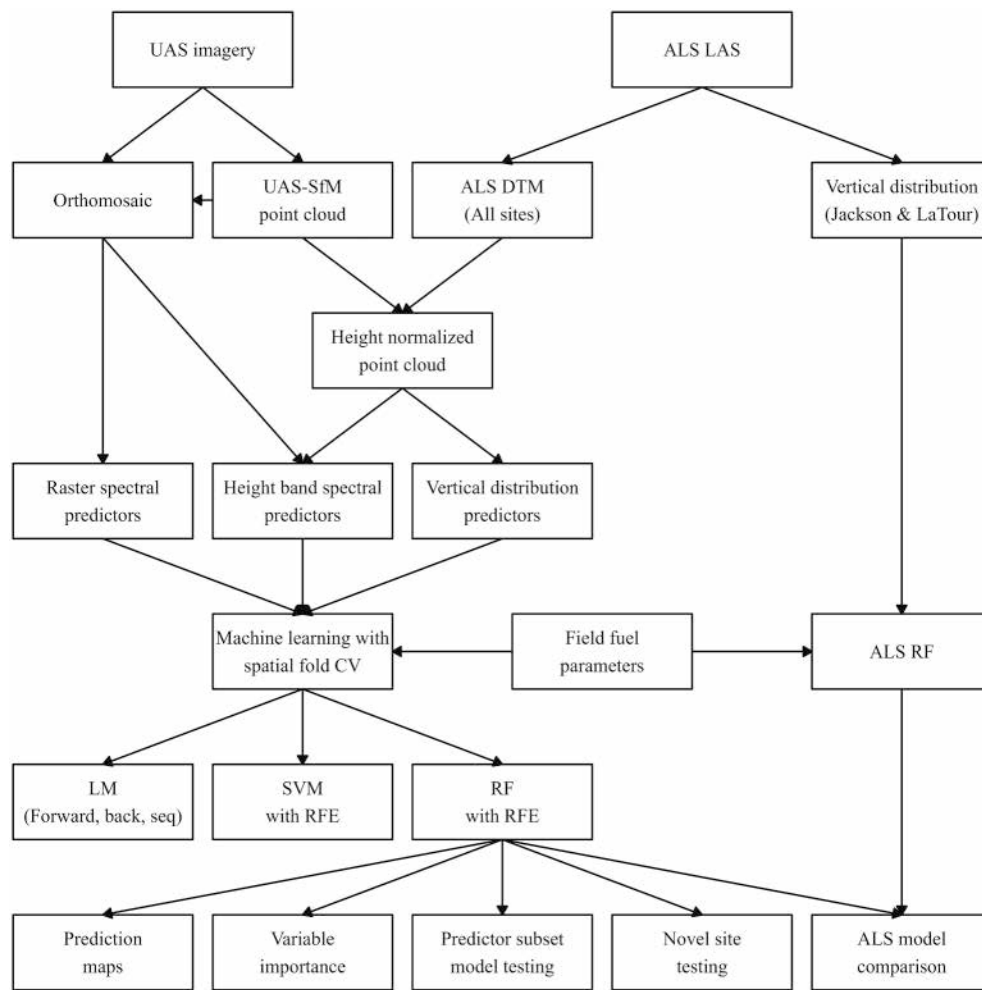 UAS imagery
ALS LAS
Orthomosaic
UAS-SfM
point cloud
ALS DTM
(All sites)
Vertical distribution
(Jackson & LaTour)
Height normalized
point cloud
Raster spectral
predictors
Height band spectral
predictors
Vertical distribution
predictors
Machine learning with
spatial fold CV
Field fuel
parameters
ALS RF
LM
(Forward, back, seq)
SVM
with RFE
RF
with RFE
Prediction
maps
Variable
importance
Predictor subset
model testing
Novel site
testing
ALS model
comparison